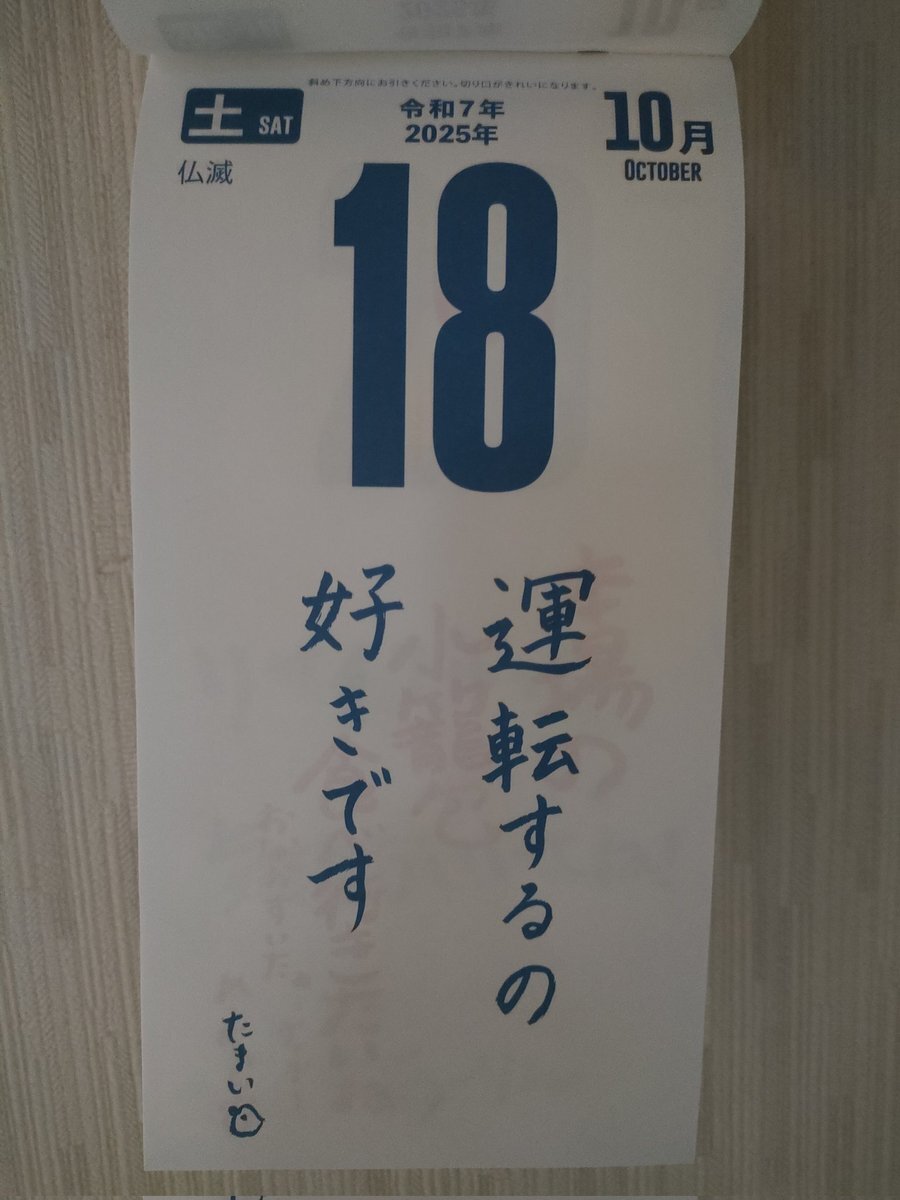 斜め下方向にお引きください。切り口がきれいになります。
土 SAT
令和7年
2025年
10月
OCTOBER
仏滅
18
運転するの
好きです
たまい